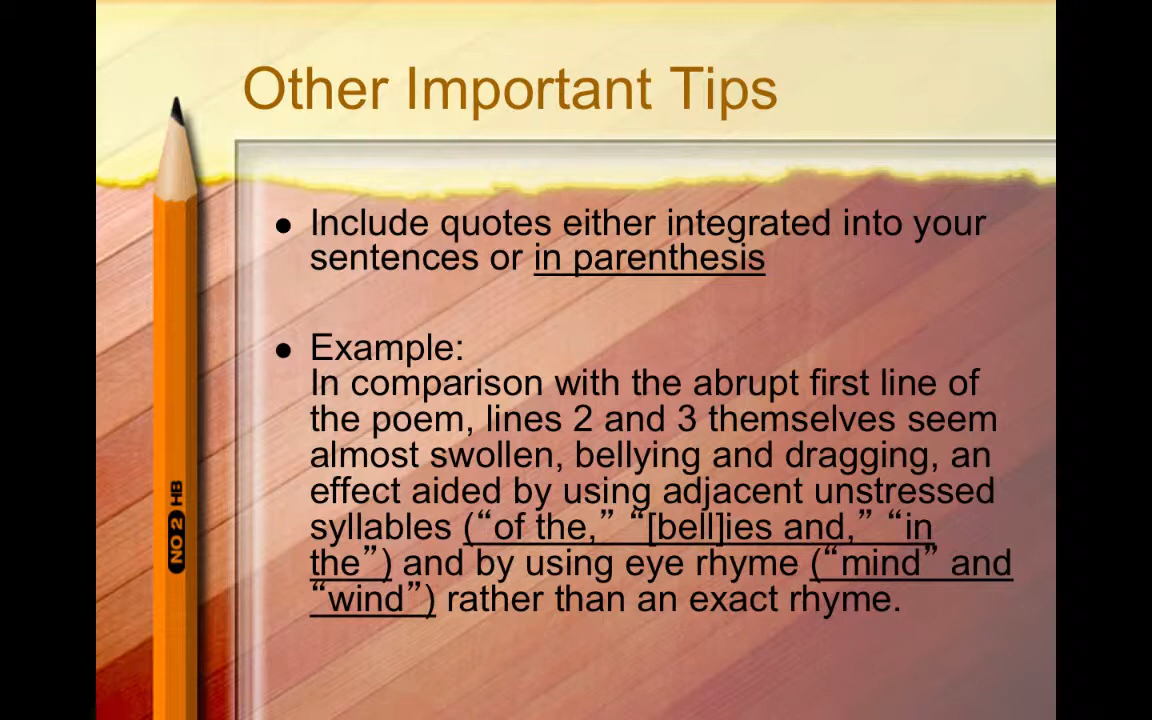 Other Important Tips
● Include quotes either integrated into your
sentences or in parenthesis
● Example:
In comparison with the abrupt first line of
the poem, lines 2 and 3 themselves seem
almost swollen, bellying and dragging, an
effect aided by using adjacent unstressed
syllables (“of the,” “[bell]ies and,” “in
the”) and by using eye rhyme (“mind” and
“wind”) rather than an exact rhyme.
NO 2 HB